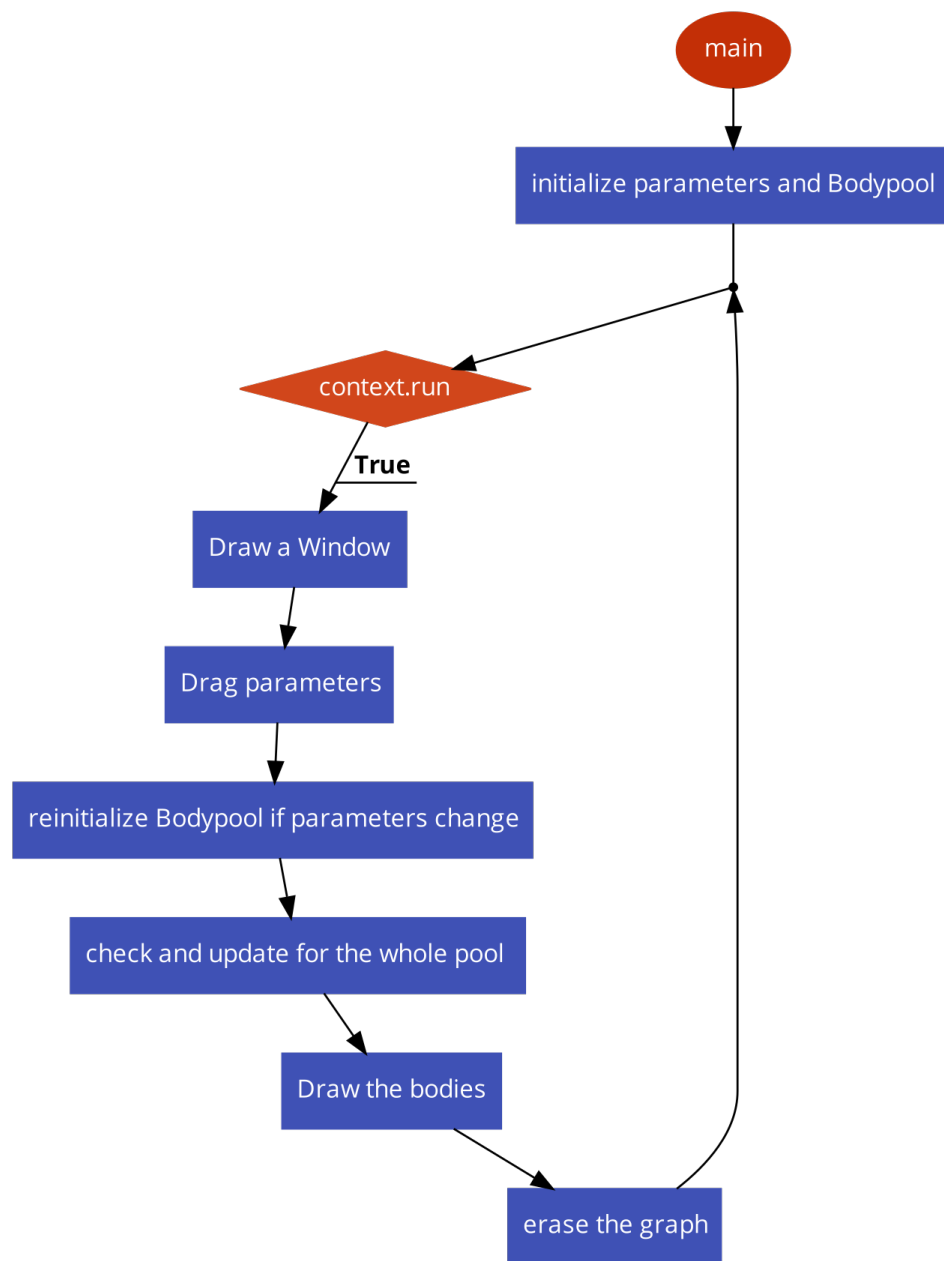 main
initialize parameters and Bodypool
context.run
True
Draw a Window
Drag parameters
reinitialize Bodypool if parameters change
check and update for the whole pool
Draw the bodies
erase the graph